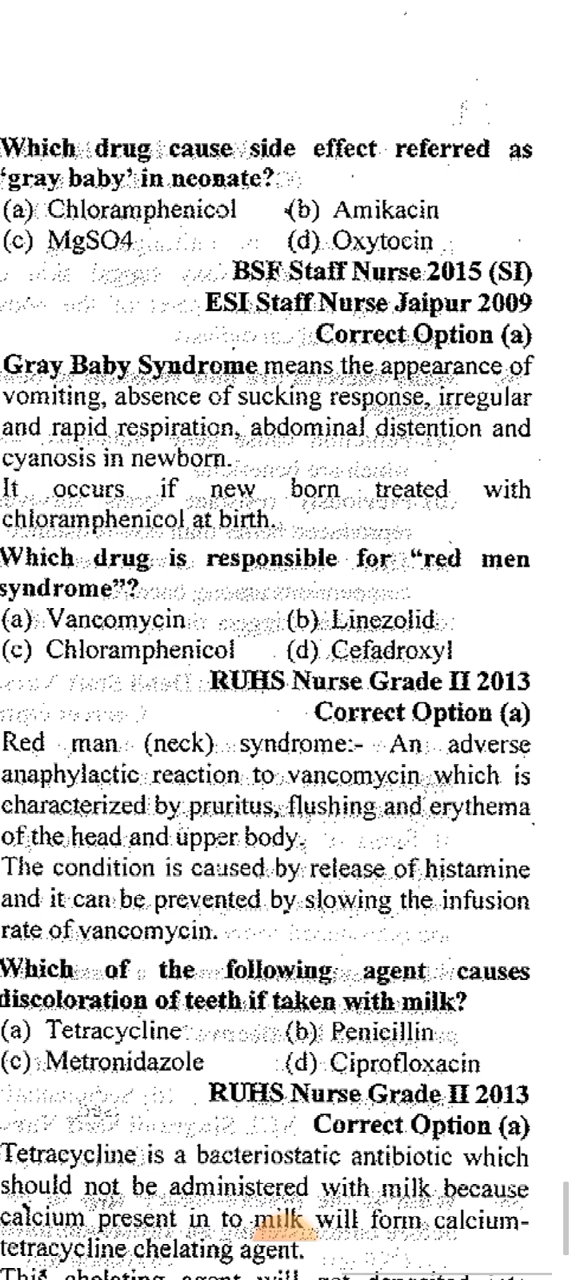 Which drug cause side effect referred as
‘gray baby’ in neonate?
(a) Chloramphenicol (b) Amikacin
(c) MgSO4 (d) Oxytocin
BSF Staff Nurse 2015 (SI)
ESI Staff Nurse Jaipur 2009
Correct Option (a)
Gray Baby Syndrome means the appearance of
vomiting, absence of sucking response, irregular
and rapid respiration, abdominal distention and
cyanosis in newborn.
It occurs if new born treated with
chloramphenicol at birth.
Which drug is responsible for “red men
syndrome”?
(a) Vancomycin (b) Linezolid
(c) Chloramphenicol (d) Cefadroxyl
RUHS Nurse Grade II 2013
Correct Option (a)
Red man (neck) syndrome:- An adverse
anaphylactic reaction to vancomycin which is
characterized by pruritus, flushing and erythema
of the head and upper body.
The condition is caused by release of histamine
and it can be prevented by slowing the infusion
rate of vancomycin.
Which of the following agent causes
discoloration of teeth if taken with milk?
(a) Tetracycline (b) Penicillin
(c) Metronidazole (d) Ciprofloxacin
RUHS Nurse Grade II 2013
Correct Option (a)
Tetracycline is a bacteriostatic antibiotic which
should not be administered with milk because
calcium present in to milk will form calcium-
tetracycline chelating agent.
This chelating agent will get deposited